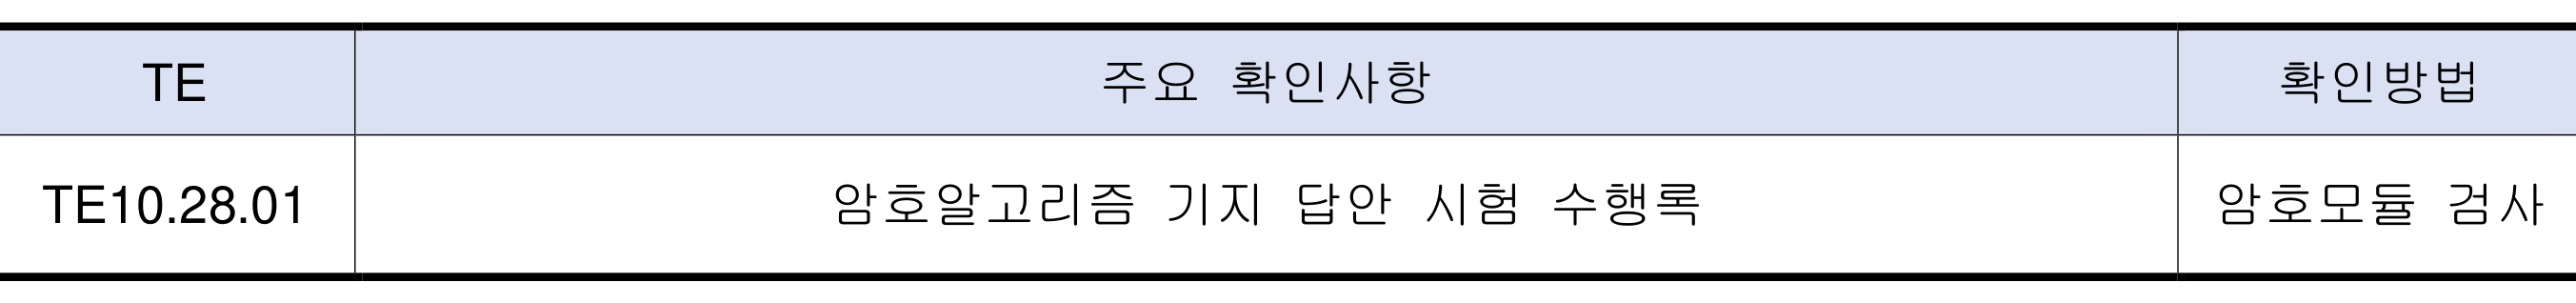 TE 주요 확인사항 확인방법
TE10.28.01 암호알고리즘 기지 답안 시험 수행록 암호모듈 검사